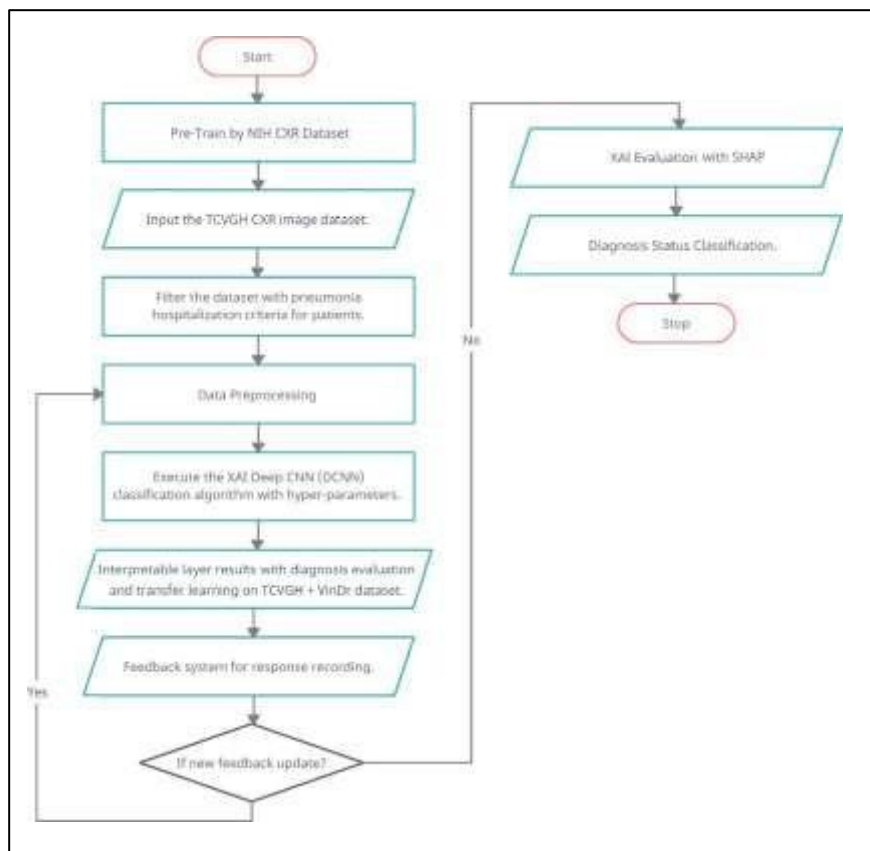 Start
Pre-Train by NIH CXR Dataset
Input the TCVGH CXR image dataset.
Filter the dataset with pneumonia
hospitalization criteria for patients.
Data Preprocessing
Execute the XAI Deep CNN (DCNN)
classification algorithm with hyper-parameters.
Interpretable layer results with diagnosis evaluation
and transfer learning on TCVGH + VinDr dataset.
Feedback system for response recording.
Yes
If new feedback update?
No
XAI Evaluation with SHAP
Diagnosis Status Classification.
Stop